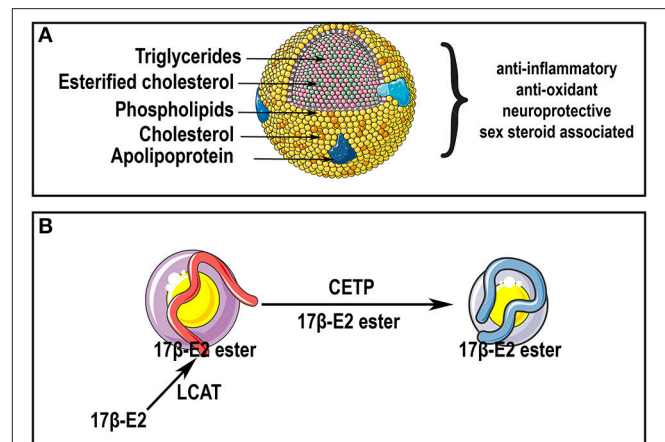 A
Triglycerides
Esterified cholesterol
Phospholipids
Cholesterol
Apolipoprotein
anti-inflammatory
anti-oxidant
neuroprotective
sex steroid associated
B
CETP
17β-E2 ester
17β-E2 ester
17β-E2 ester
LCAT
17β-E2